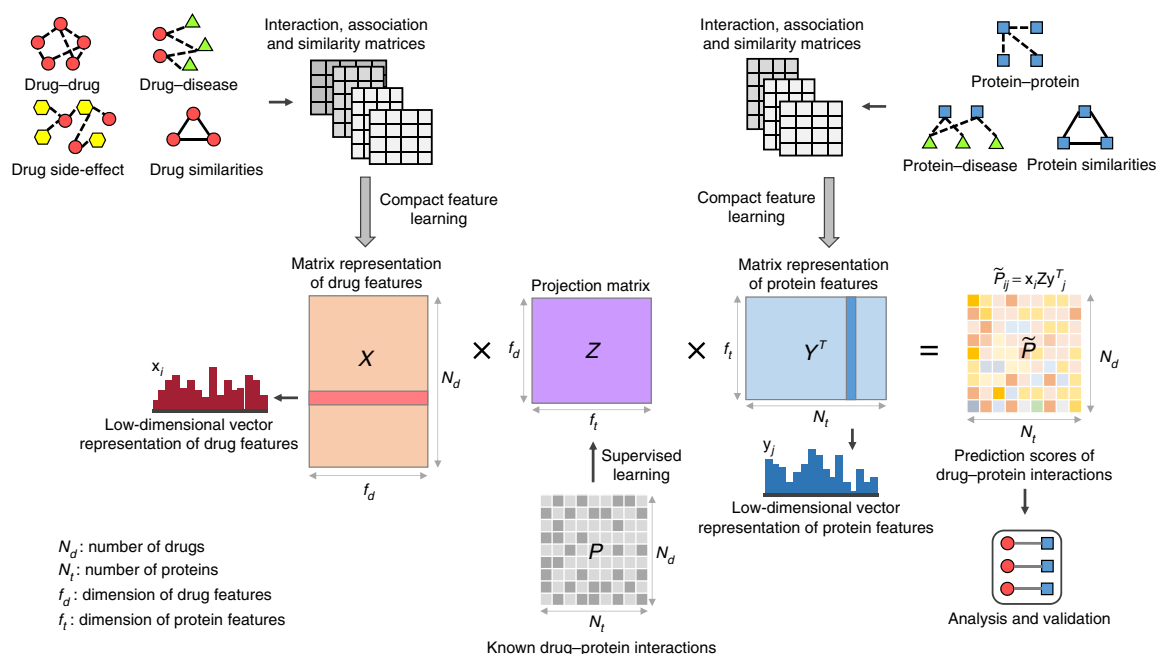 Interaction, association
and similarity matrices
Drug–drug
Drug–disease
Drug side-effect
Drug similarities
Interaction, association
and similarity matrices
Protein–protein
Protein–disease
Protein similarities
Compact feature
learning
Compact feature
learning
Matrix representation
of drug features
Projection matrix
Matrix representation
of protein features
P̃ij = xiZyTj
xi
X
Nd
fd
×
fd
Z
ft
×
ft
YT
Nt
=
P̃
Nd
Nt
Low-dimensional vector
representation of drug features
Supervised
learning
yj
Low-dimensional vector
representation of protein features
Prediction scores of
drug–protein interactions
P
Nd
Nt
Known drug–protein interactions
Analysis and validation
Nd : number of drugs
Nt : number of proteins
fd : dimension of drug features
ft : dimension of protein features